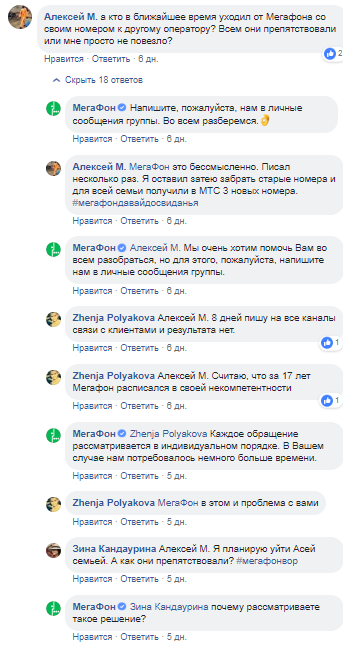 Алексей М. а кто в ближайшее время уходил от Мегафона со
своим номером к другому оператору? Всем они препятствовали
или мне просто не повезло?
2
Нравится · Ответить · 6 дн.
Скрыть 18 ответов
МегаФон Напишите, пожалуйста, нам в личные
сообщения группы. Во всем разберемся.👌
Нравится · Ответить · 6 дн.
Алексей М. МегаФон это бессмысленно. Писал
несколько раз. Я оставил затею забрать старые номера и
для всей семьи получили в МТС 3 новых номера.
#мегафондавайдосвиданья
Нравится · Ответить · 6 дн.
МегаФон Алексей М. Мы очень хотим помочь Вам во
всем разобраться, но для этого, пожалуйста, напишите
нам в личные сообщения группы.
Нравится · Ответить · 6 дн.
Zhenja Polyakova Алексей М. 8 дней пишу на все каналы
связи с клиентами и результата нет.
1
Нравится · Ответить · 6 дн.
Zhenja Polyakova Алексей М. Считаю, что за 17 лет
Мегафон расписался в своей некомпетентности
1
Нравится · Ответить · 6 дн.
МегаФон Zhenja Polyakova Каждое обращение
рассматривается в индивидуальном порядке. В Вашем
случае нам потребовалось немного больше времени.
Нравится · Ответить · 5 дн.
Zhenja Polyakova МегаФон в этом и проблема с вами
Нравится · Ответить · 5 дн.
Зина Кандаурина Алексей М. Я планирую уйти Асей
семьей. А как они препятствовали? #мегафонвор
Нравится · Ответить · 5 дн.
МегаФон Зина Кандаурина почему рассматриваете
такое решение?
Нравится · Ответить · 5 дн.